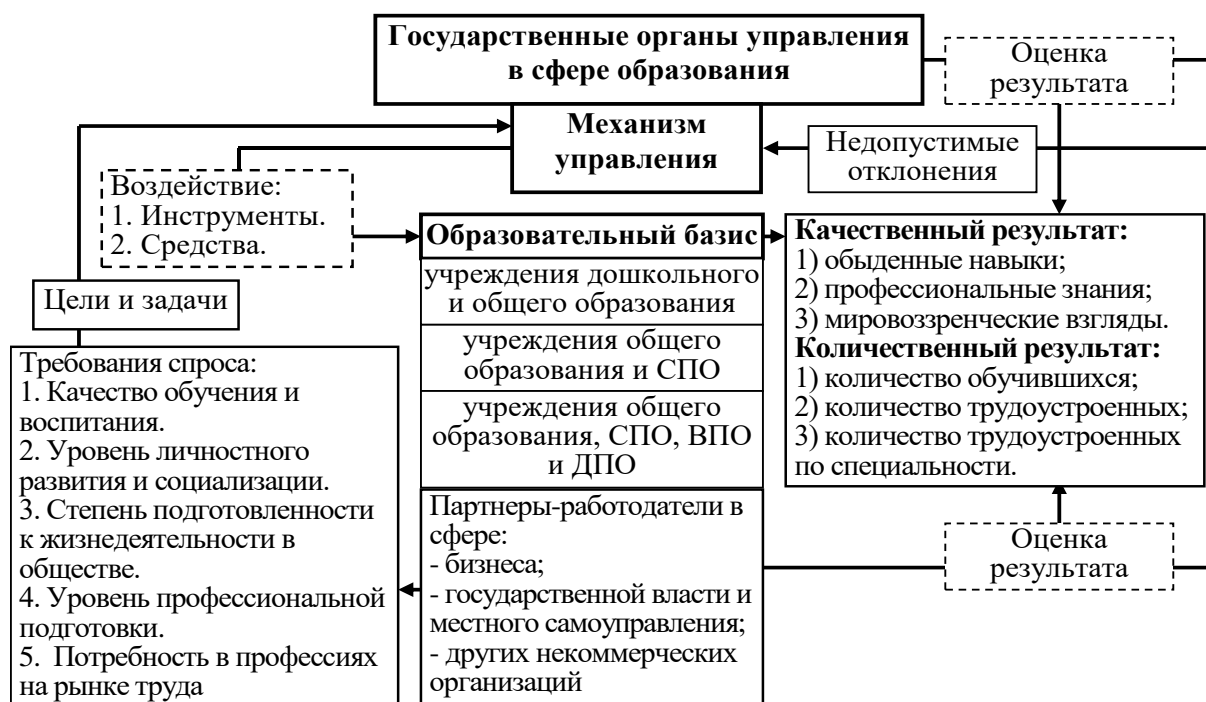 Государственные органы управления
в сфере образования
Оценка
результата
Механизм
управления
Недопустимые
отклонения
Воздействие:
1. Инструменты.
2. Средства.
Образовательный базис
учреждения дошкольного
и общего образования
учреждения общего
образования и СПО
учреждения общего
образования, СПО, ВПО
и ДПО
Качественный результат:
1) обыденные навыки;
2) профессиональные знания;
3) мировоззренческие взгляды.
Количественный результат:
1) количество обучившихся;
2) количество трудоустроенных;
3) количество трудоустроенных
по специальности.
Цели и задачи
Требования спроса:
1. Качество обучения и
воспитания.
2. Уровень личностного
развития и социализации.
3. Степень подготовленности
к жизнедеятельности в
обществе.
4. Уровень профессиональной
подготовки.
5. Потребность в профессиях
на рынке труда
Партнеры-работодатели в
сфере:
- бизнеса;
- государственной власти и
местного самоуправления;
- других некоммерческих
организаций
Оценка
результата